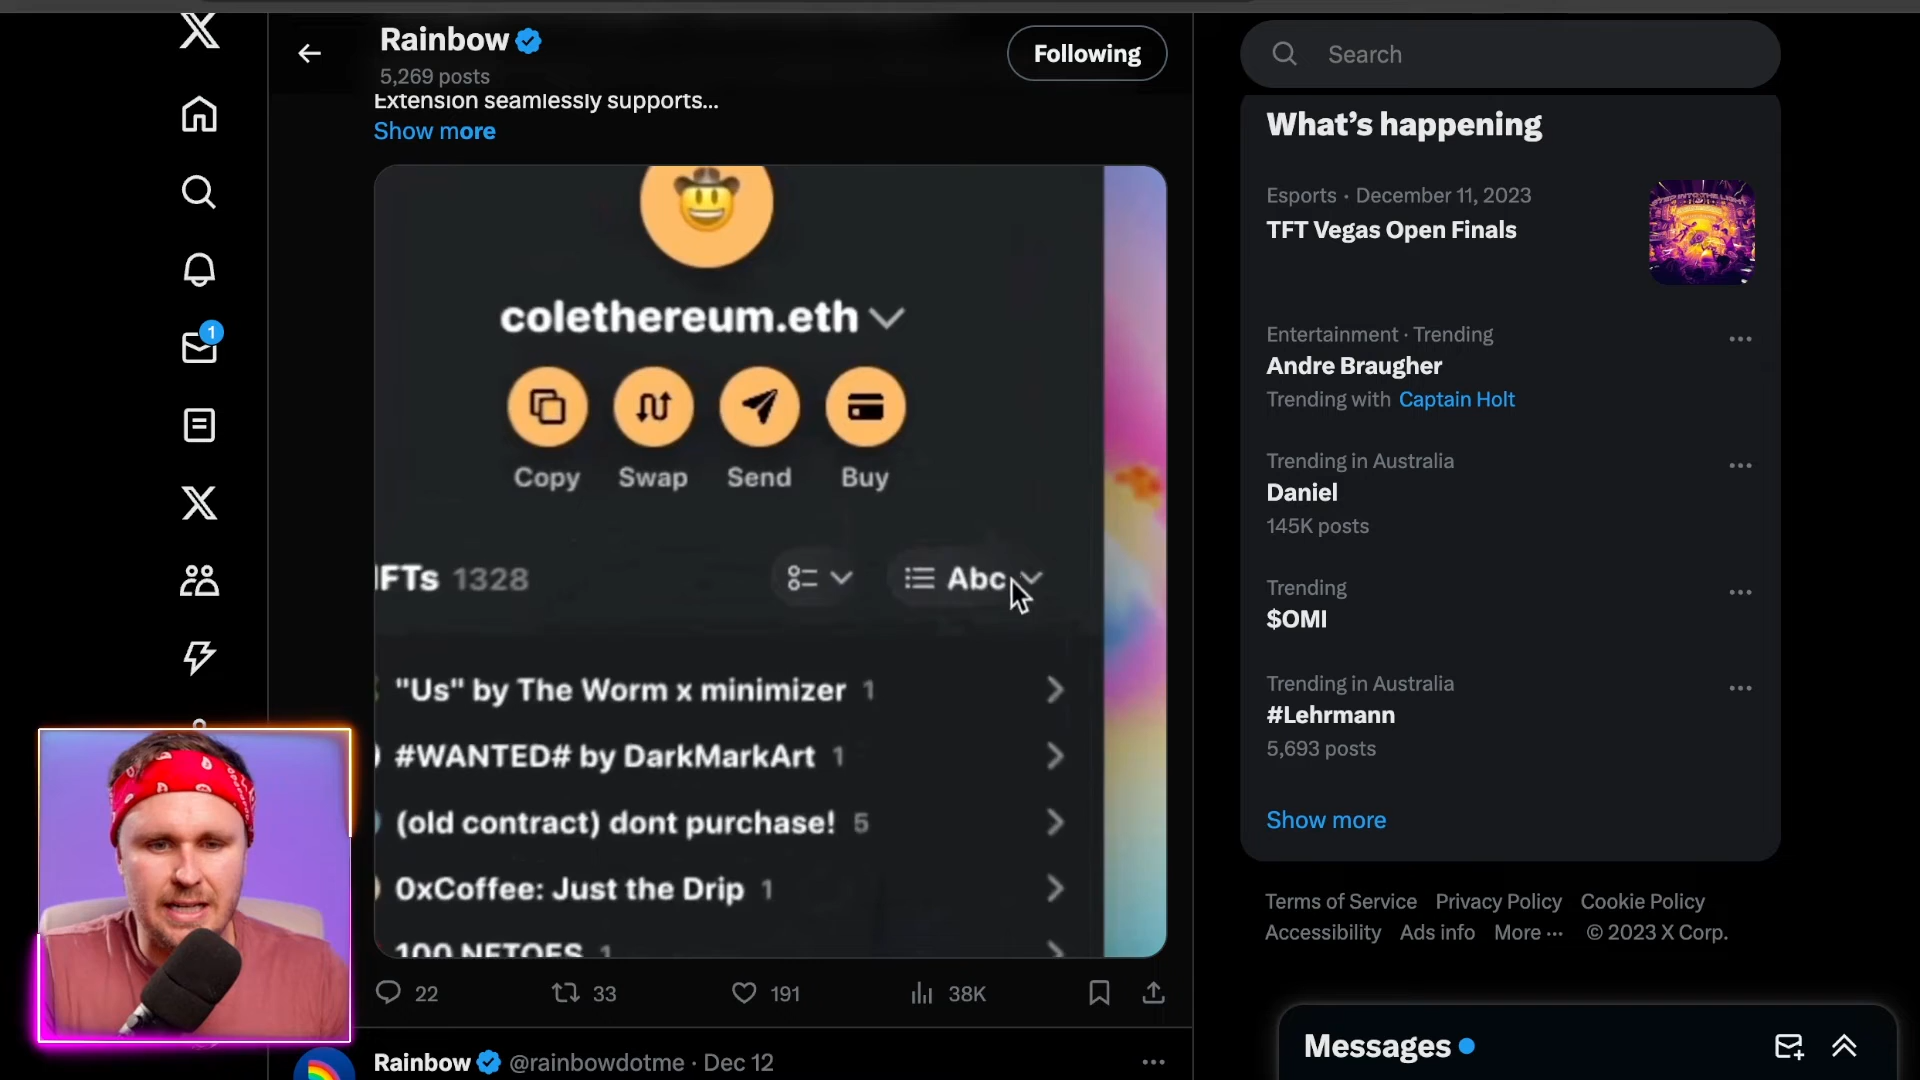 Rainbow
5,269 posts
Following
Extension seamlessly supports...
Show more
colethereum.eth
Copy Swap Send Buy
IFTs 1328
Abc
"Us" by The Worm x minimizer 1
#WANTED# by DarkMarkArt 1
(old contract) dont purchase! 5
0xCoffee: Just the Drip 1
100 NFTOES 1
22 33 191 38K
Rainbow @rainbowdotme · Dec 12
1
Search
What's happening
Esports · December 11, 2023
TFT Vegas Open Finals
Entertainment · Trending
Andre Braugher
Trending with Captain Holt
Trending in Australia
Daniel
145K posts
Trending
$OMI
Trending in Australia
#Lehrmann
5,693 posts
Show more
Terms of Service Privacy Policy Cookie Policy
Accessibility Ads info More ··· © 2023 X Corp.
Messages